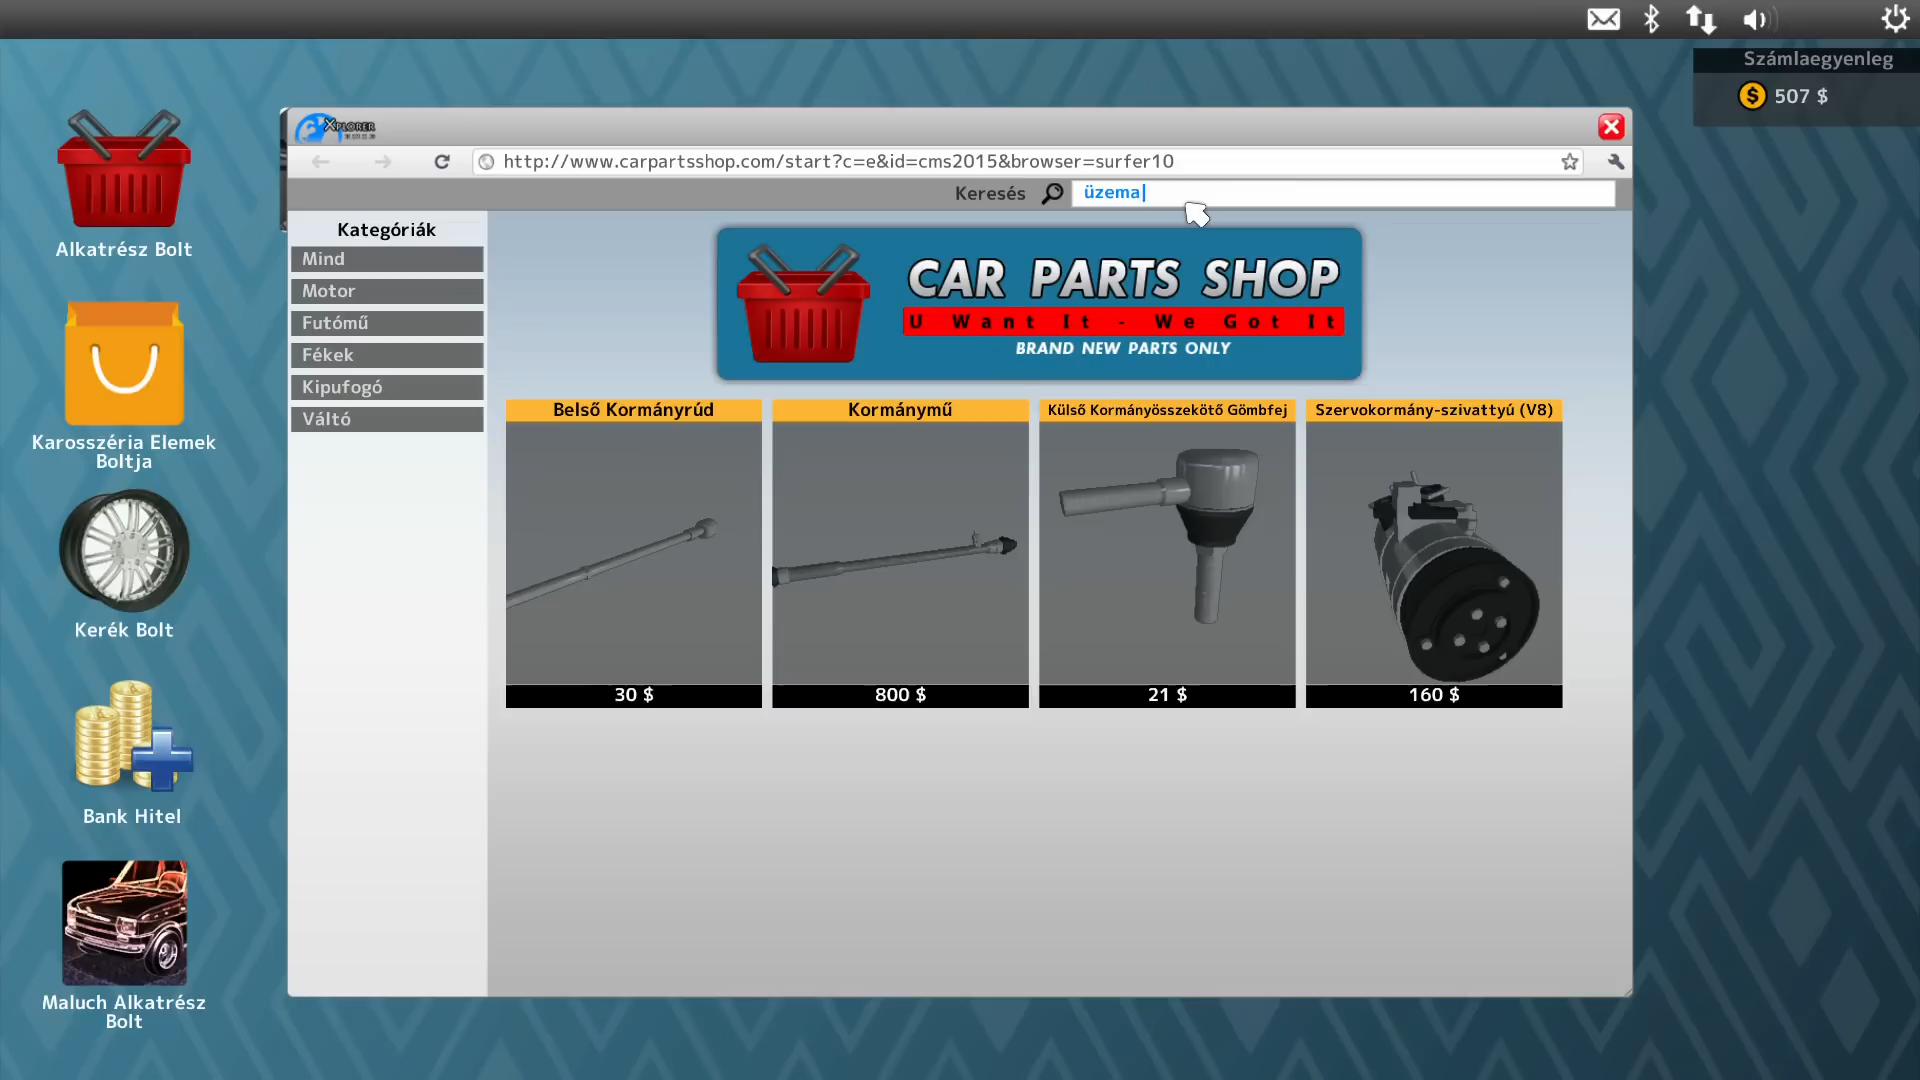 Számlaegyenleg
507 $
XPLORER
http://www.carpartsshop.com/start?c=e&id=cms2015&browser=surfer10
Keresés
üzema
Kategóriák
Mind
Motor
Futómű
Fékek
Kipufogó
Váltó
CAR PARTS SHOP
U Want It - We Got It
BRAND NEW PARTS ONLY
Belső Kormányrúd
Kormánymű
Külső Kormányösszekötő Gömbfej
Szervokormány-szivattyú (V8)
30 $
800 $
21 $
160 $
Alkatrész Bolt
Karosszéria Elemek
Boltja
Kerék Bolt
Bank Hitel
Maluch Alkatrész
Bolt